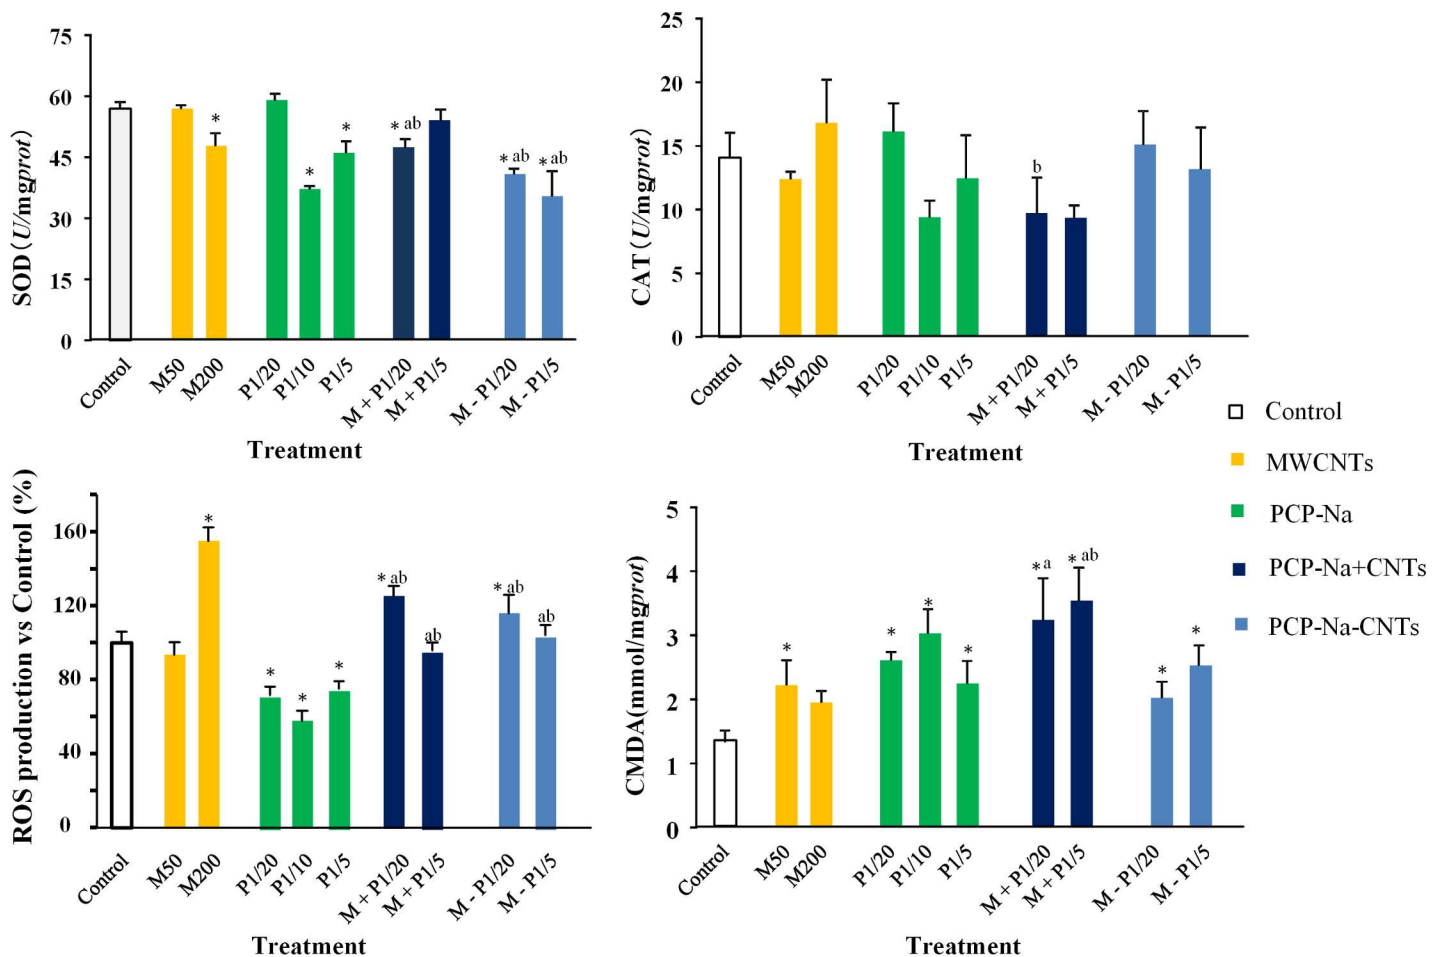 SOD（U/mgprot）
75
60
45
30
15
0
*
*
*
* ab
* ab
* ab
Control
M50
M200
P1/20
P1/10
P1/5
M + P1/20
M + P1/5
M - P1/20
M - P1/5
Treatment
CAT（U/mgprot）
25
20
15
10
5
0
b
Control
M50
M200
P1/20
P1/10
P1/5
M + P1/20
M + P1/5
M - P1/20
M - P1/5
Treatment
Control
MWCNTs
PCP-Na
PCP-Na+CNTs
PCP-Na-CNTs
ROS production vs Control (%)
160
120
80
40
0
*
*
*
*
* ab
ab
* ab
ab
Control
M50
M200
P1/20
P1/10
P1/5
M + P1/20
M + P1/5
M - P1/20
M - P1/5
Treatment
CMDA(mmol/mgprot)
5
4
3
2
1
0
*
*
*
*
* a
* ab
*
*
Control
M50
M200
P1/20
P1/10
P1/5
M + P1/20
M + P1/5
M - P1/20
M - P1/5
Treatment